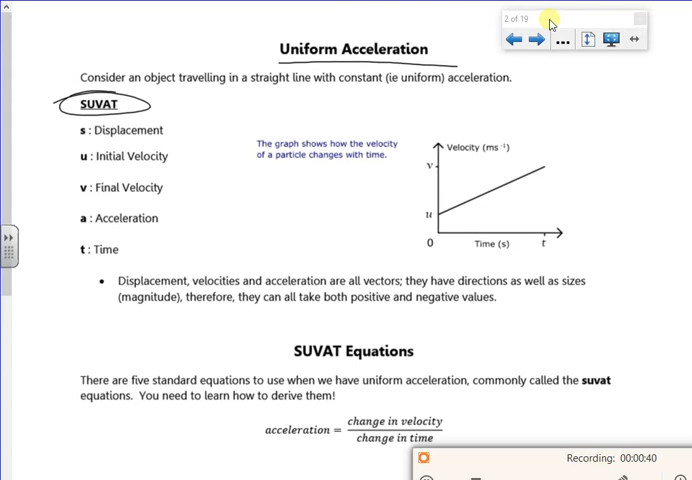 2 of 19
Uniform Acceleration
Consider an object travelling in a straight line with constant (ie uniform) acceleration.
SUVAT
s : Displacement
u : Initial Velocity
v : Final Velocity
a : Acceleration
t : Time
The graph shows how the velocity
of a particle changes with time.
Velocity (ms⁻¹)
v
u
0
Time (s)
t
• Displacement, velocities and acceleration are all vectors; they have directions as well as sizes
(magnitude), therefore, they can all take both positive and negative values.
SUVAT Equations
There are five standard equations to use when we have uniform acceleration, commonly called the suvat
equations. You need to learn how to derive them!
acceleration = change in velocity
change in time
Recording: 00:00:40